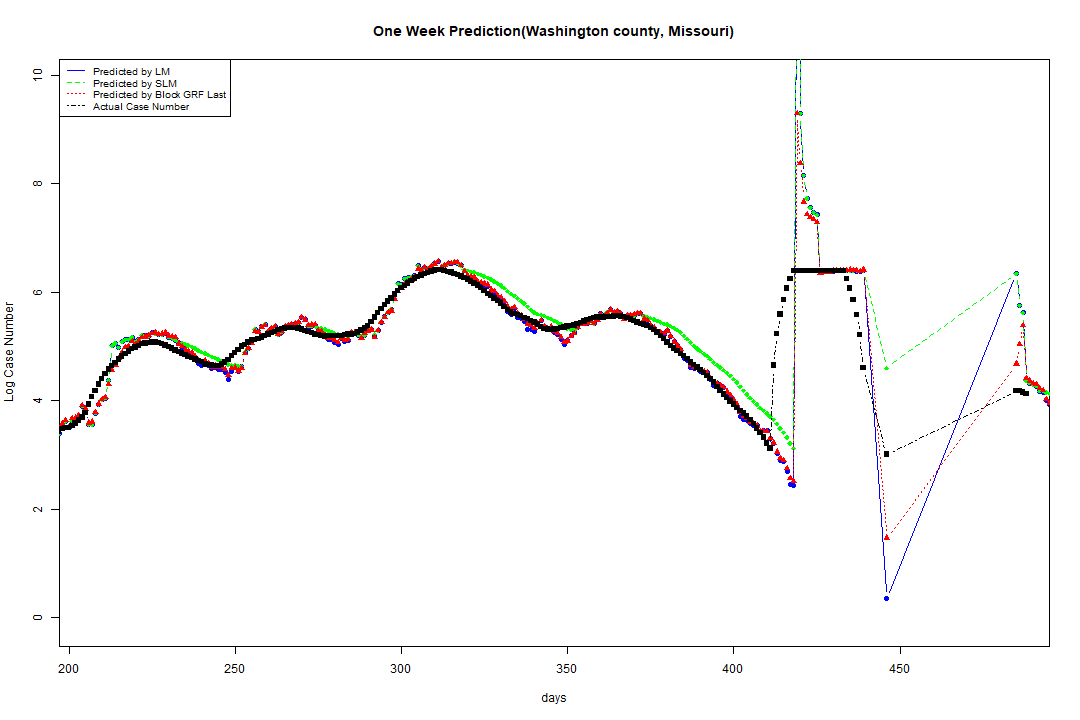 One Week Prediction(Washington county, Missouri)
Predicted by LM
Predicted by SLM
Predicted by Block GRF Last
Actual Case Number
Log Case Number
10
8
6
4
2
0
200 250 300 350 400 450
days